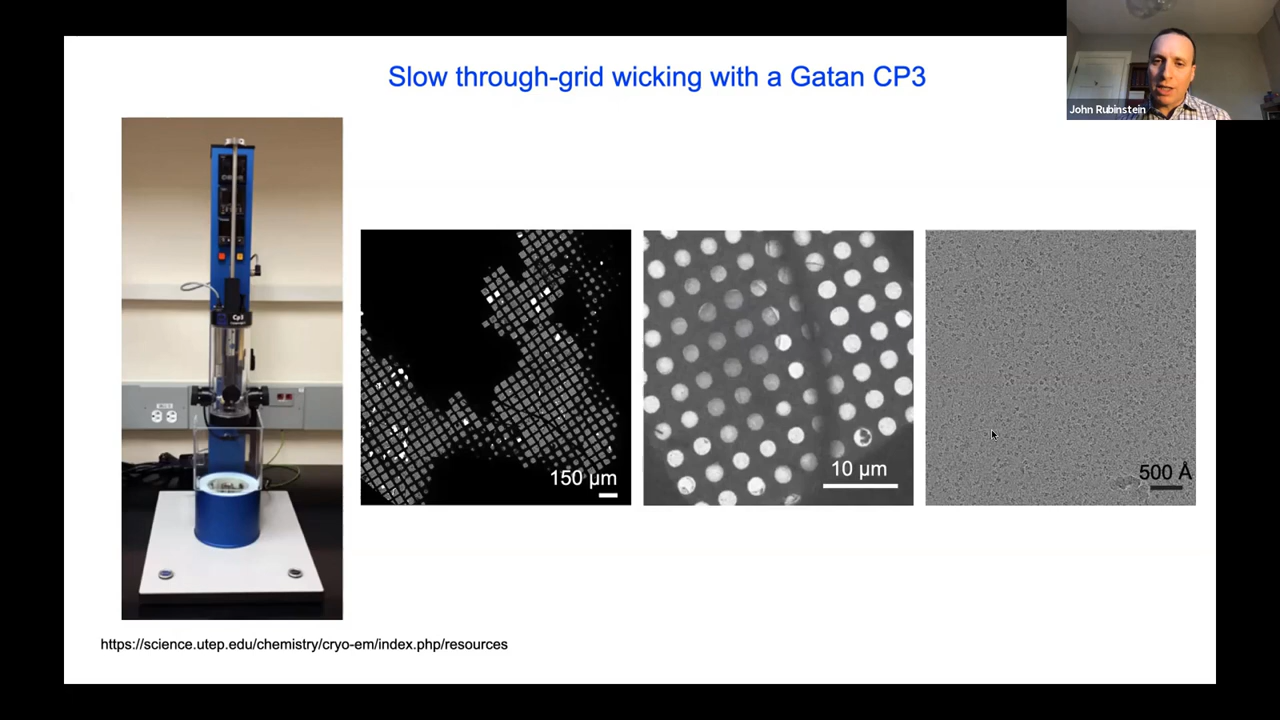 Slow through-grid wicking with a Gatan CP3
John Rubinstein
Cp3
150 µm
10 µm
500 Å
https://science.utep.edu/chemistry/cryo-em/index.php/resources